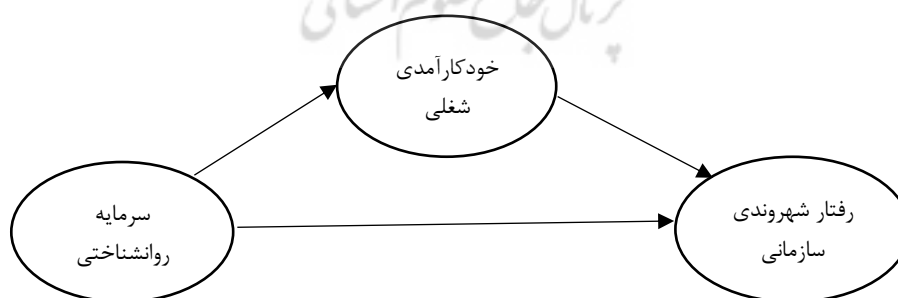 خودکارآمدی
شغلی
سرمایه
روانشناختی
رفتار شهروندی
سازمانی